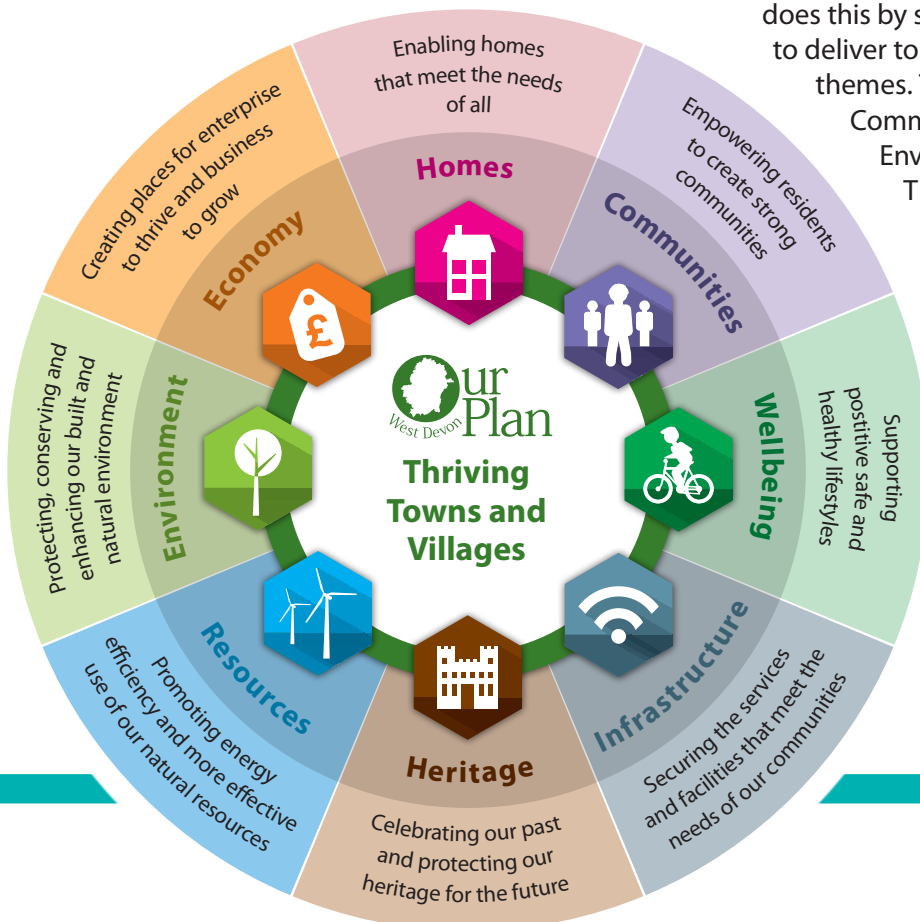 does this by s
to deliver to
themes. T
Comm
Env
T
Enabling homes
that meet the needs
of all
Homes
Empowering residents
to create strong
communities
Communities
Supporting
postitive safe and
healthy lifestyles
Wellbeing
Securing the services
and facilities that meet the
needs of our communities
Infrastructure
Heritage
Celebrating our past
and protecting our
heritage for the future
Resources
Promoting energy
efficiency and more effective
use of our natural resources
Environment
Protecting, conserving and
enhancing our built and
natural environment
Economy
Creating places for enterprise
to thrive and business
to grow
£
Our
Plan
West Devon
Thriving
Towns and
Villages